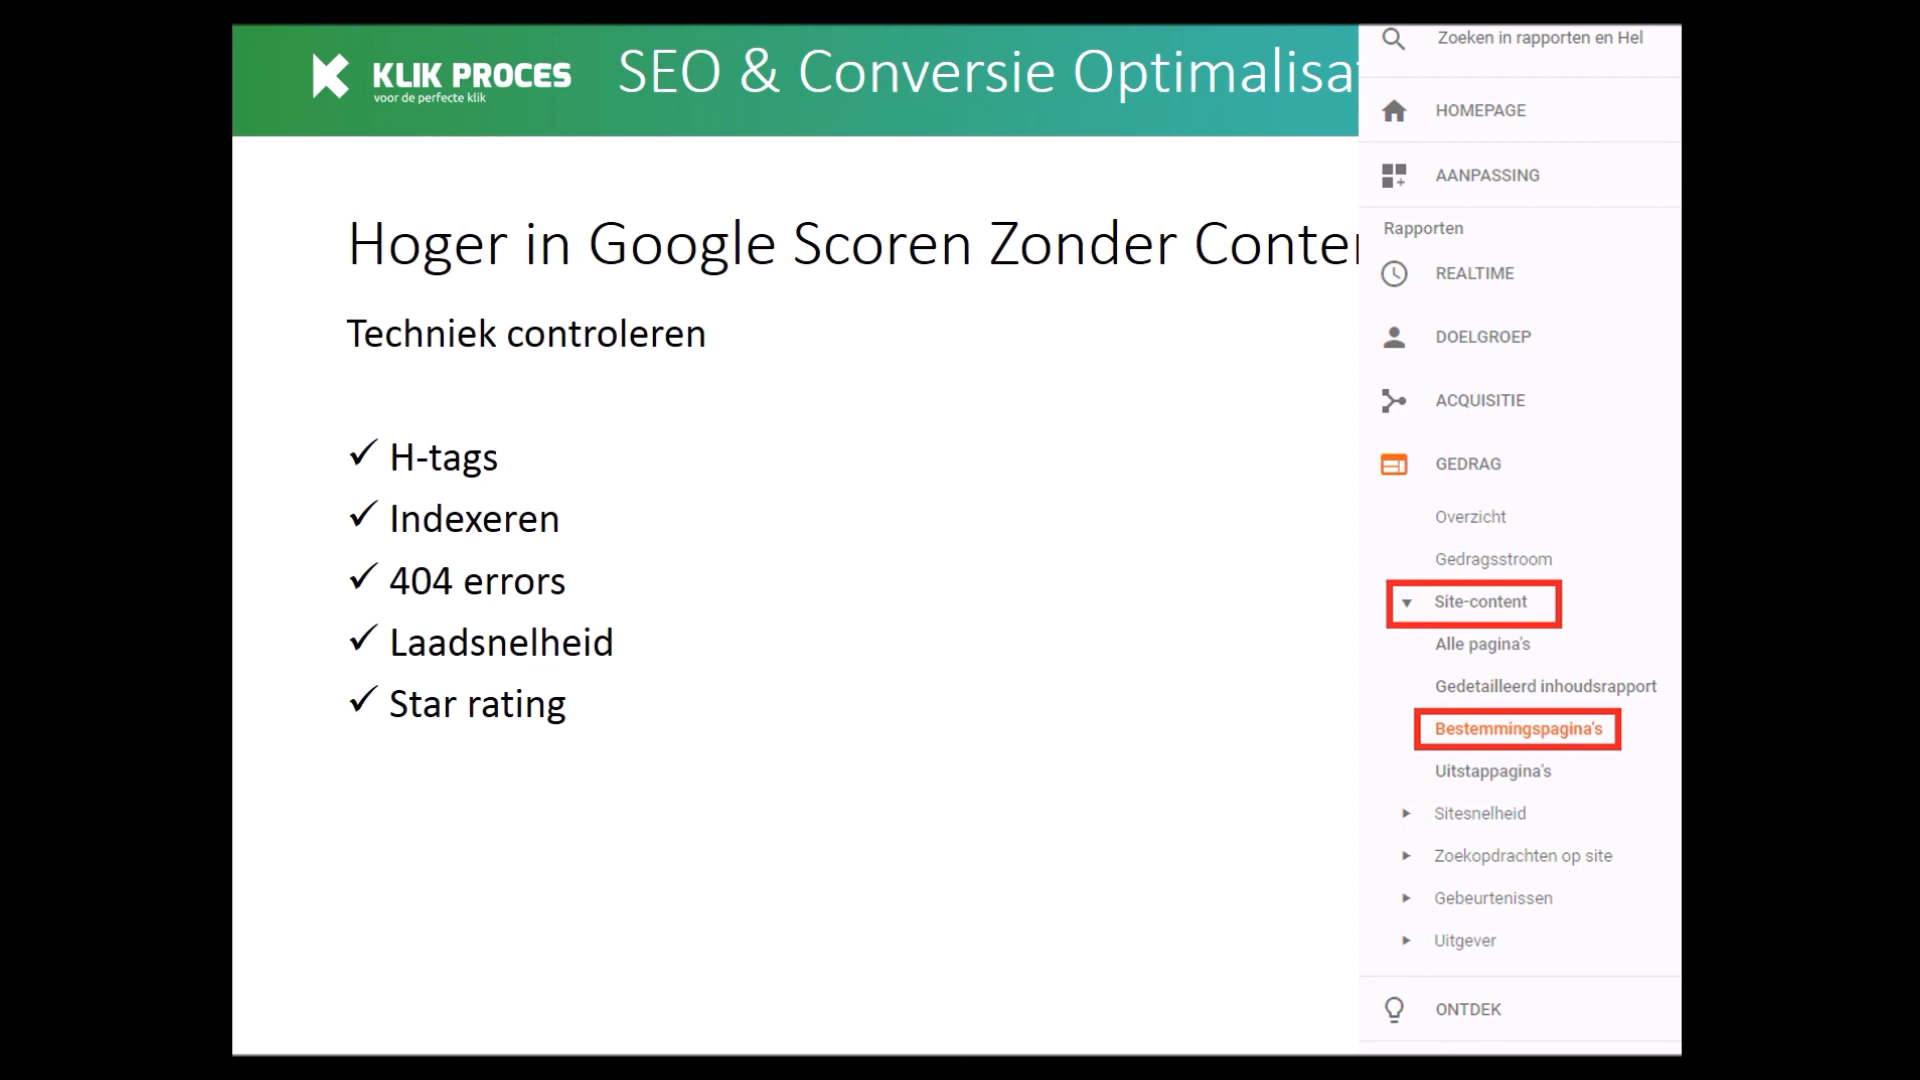 KLIK PROCES
voor de perfecte klik
SEO & Conversie Optimalisa
Hoger in Google Scoren Zonder Conte
Techniek controleren
✓ H-tags
✓ Indexeren
✓ 404 errors
✓ Laadsnelheid
✓ Star rating
Zoeken in rapporten en Hel
HOMEPAGE
AANPASSING
Rapporten
REALTIME
DOELGROEP
ACQUISITIE
GEDRAG
Overzicht
Gedragsstroom
Site-content
Alle pagina's
Gedetailleerd inhoudsrapport
Bestemmingspagina's
Uitstappagina's
Sitesnelheid
Zoekopdrachten op site
Gebeurtenissen
Uitgever
ONTDEK